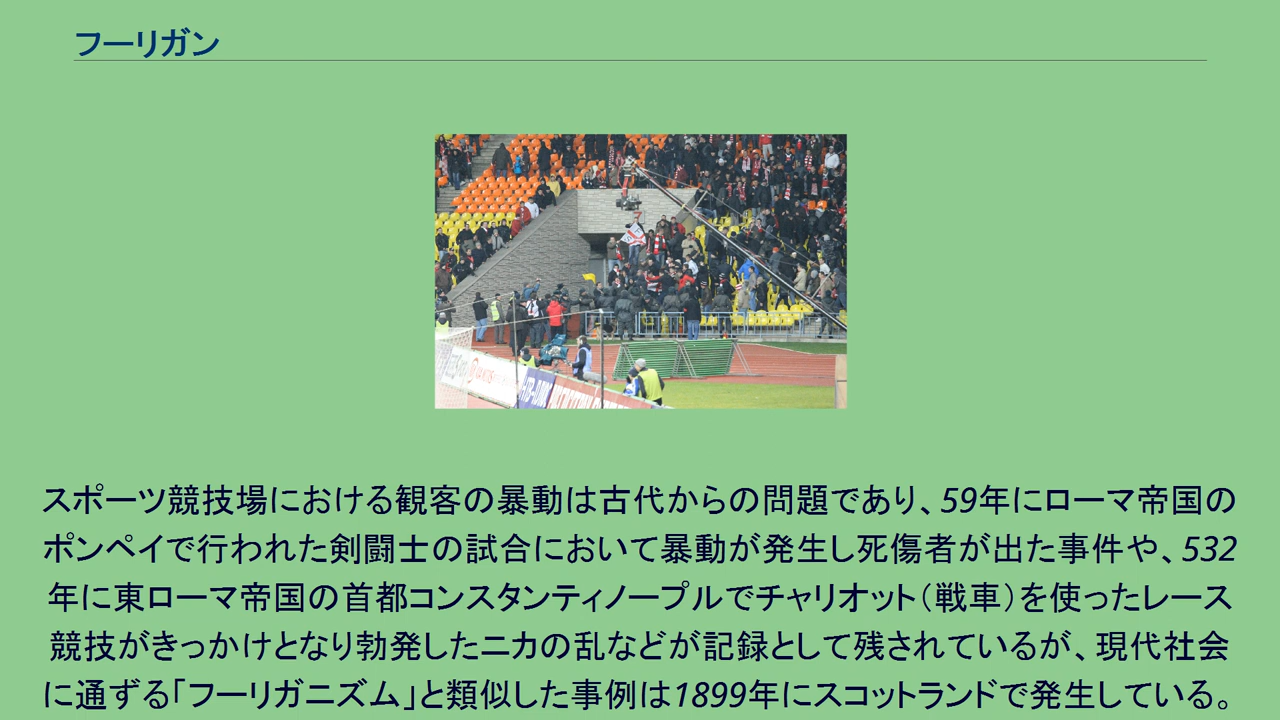 フーリガン
スポーツ競技場における観客の暴動は古代からの問題であり、59年にローマ帝国の
ポンペイで行われた剣闘士の試合において暴動が発生し死傷者が出た事件や、532
年に東ローマ帝国の首都コンスタンティノープルでチャリオット（戦車）を使ったレース
競技がきっかけとなり勃発したニカの乱などが記録として残されているが、現代社会
に通ずる「フーリガニズム」と類似した事例は1899年にスコットランドで発生している。